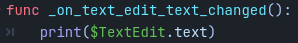 func _on_text_edit_text_changed():
print($TextEdit.text)